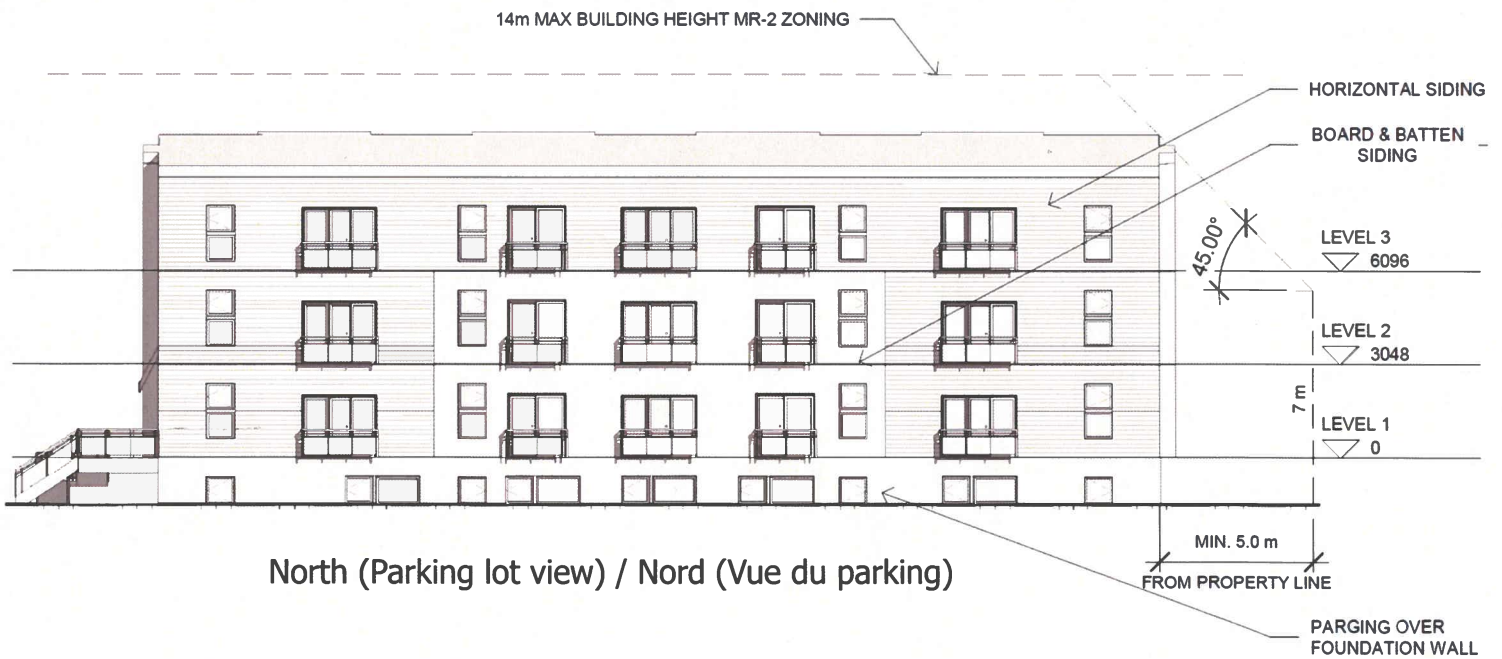 14m MAX BUILDING HEIGHT MR-2 ZONING
HORIZONTAL SIDING
BOARD & BATTEN
SIDING
45.00°
LEVEL 3
6096
LEVEL 2
3048
7 m
LEVEL 1
0
MIN. 5.0 m
FROM PROPERTY LINE
North (Parking lot view) / Nord (Vue du parking)
PARGING OVER
FOUNDATION WALL